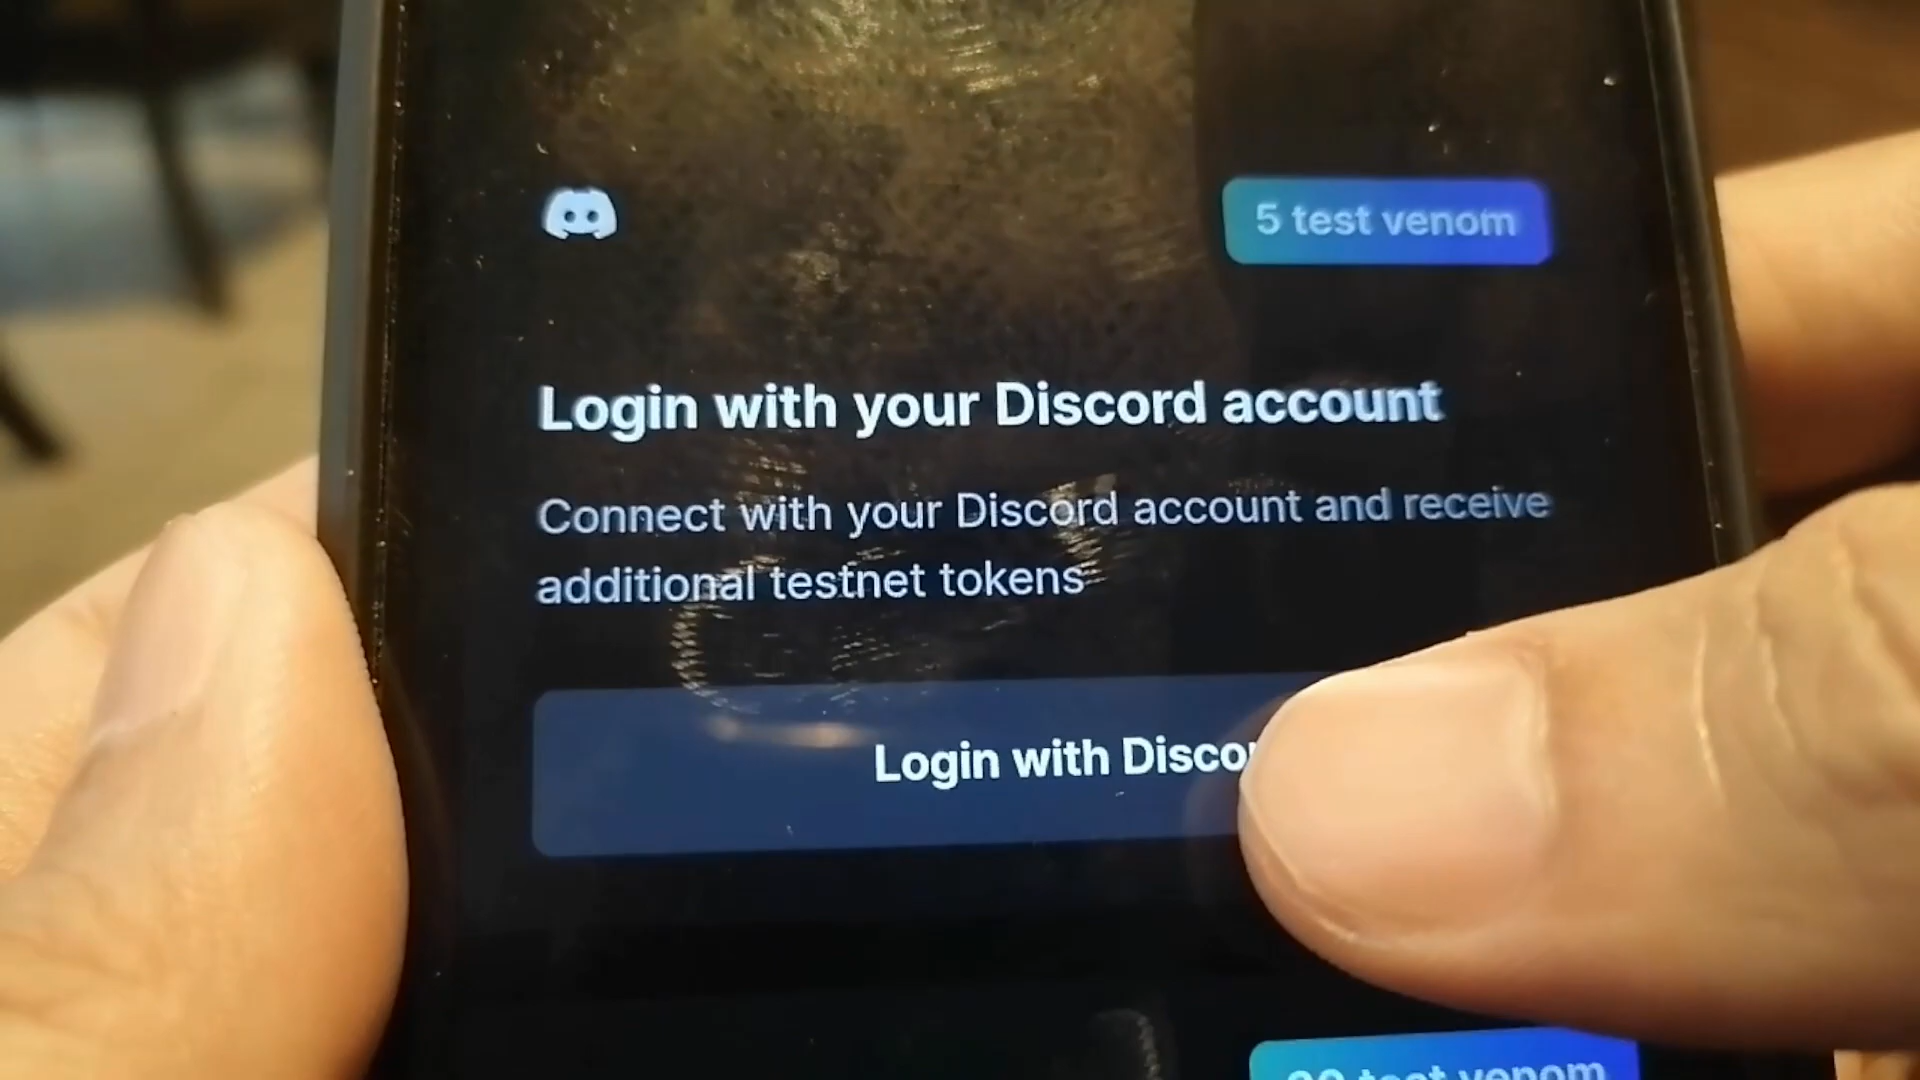 5 test venom
Login with your Discord account
Connect with your Discord account and receive
additional testnet tokens
Login with
test venom